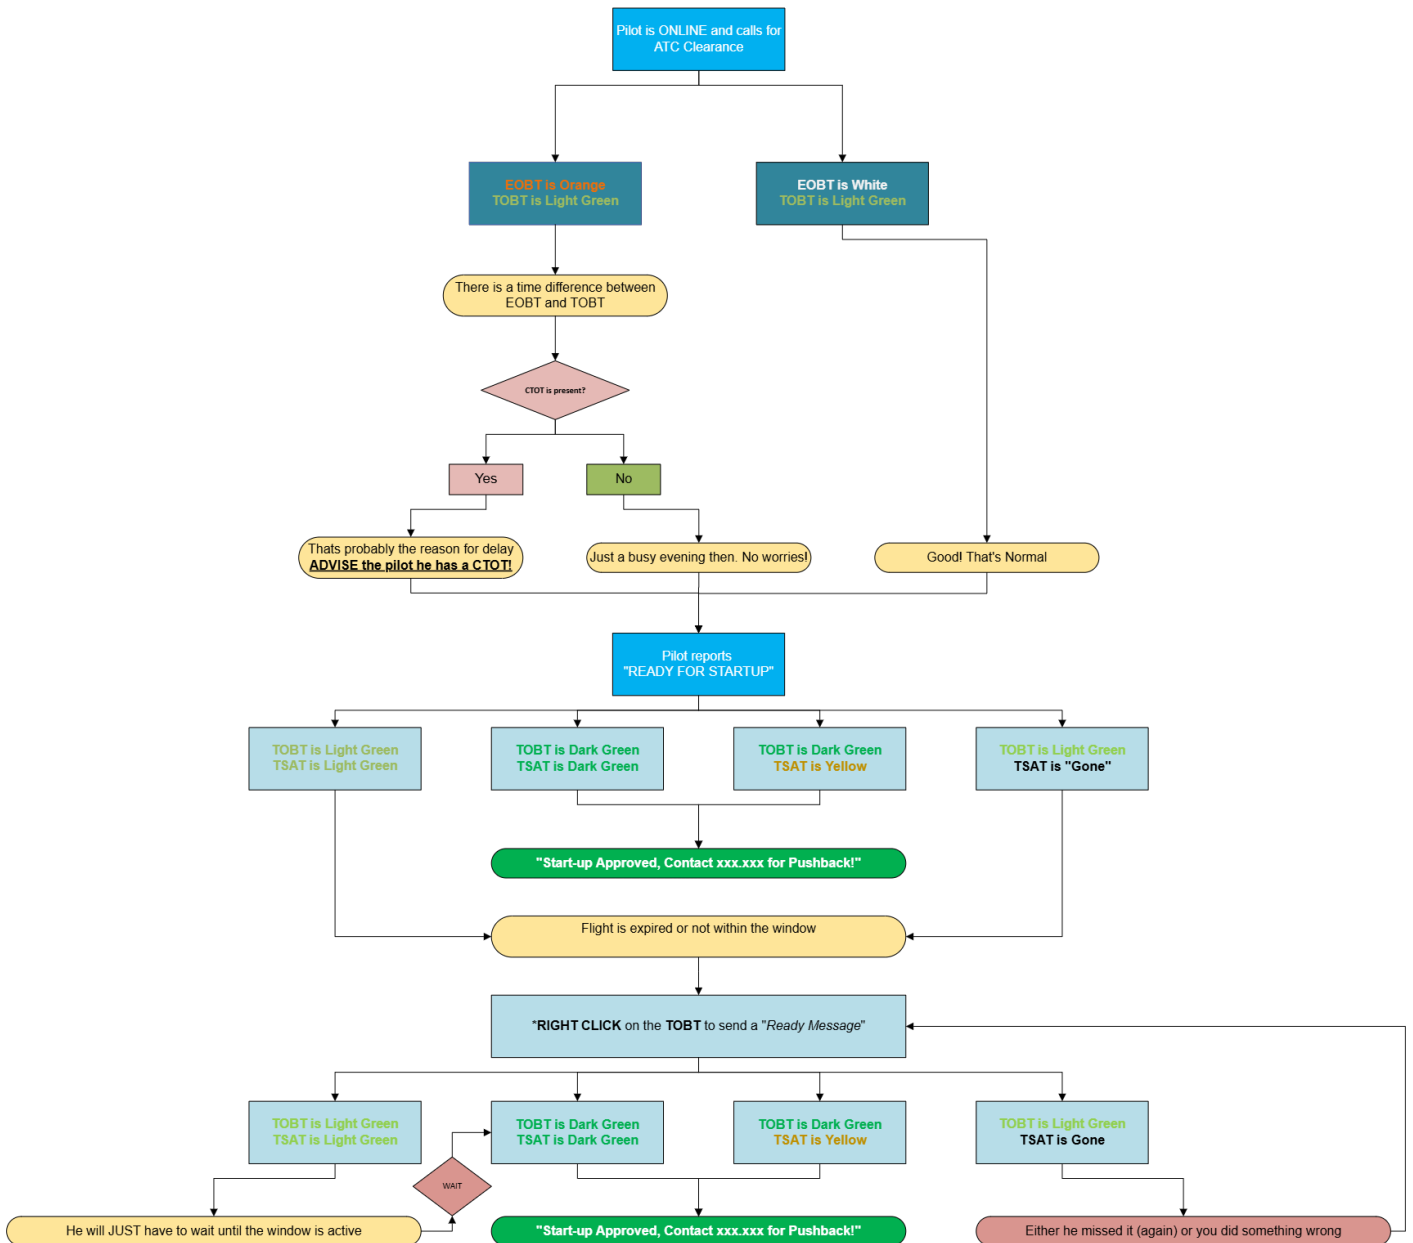 Pilot is ONLINE and calls for
ATC Clearance
EOBT is Orange
TOBT is Light Green
EOBT is White
TOBT is Light Green
There is a time difference between
EOBT and TOBT
CTOT is present?
Yes
No
Thats probably the reason for delay
ADVISE the pilot he has a CTOT!
Just a busy evening then. No worries!
Good! That's Normal
Pilot reports
"READY FOR STARTUP"
TOBT is Light Green
TSAT is Light Green
TOBT is Dark Green
TSAT is Dark Green
TOBT is Dark Green
TSAT is Yellow
TOBT is Light Green
TSAT is "Gone"
"Start-up Approved, Contact xxx.xxx for Pushback!"
Flight is expired or not within the window
*RIGHT CLICK on the TOBT to send a "Ready Message"
TOBT is Light Green
TSAT is Light Green
TOBT is Dark Green
TSAT is Dark Green
TOBT is Dark Green
TSAT is Yellow
TOBT is Light Green
TSAT is Gone
WAIT
He will JUST have to wait until the window is active
"Start-up Approved, Contact xxx.xxx for Pushback!"
Either he missed it (again) or you did something wrong